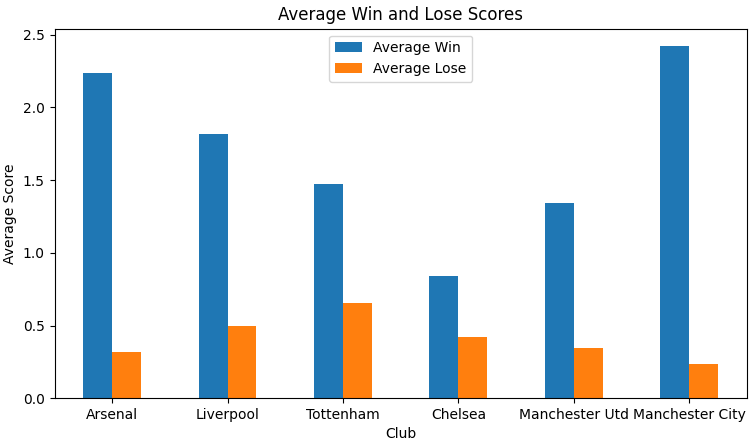 Average Win and Lose Scores
Average Win
Average Lose
Average Score
2.5
2.0
1.5
1.0
0.5
0.0
Arsenal
Liverpool
Tottenham
Chelsea
Manchester Utd
Manchester City
Club